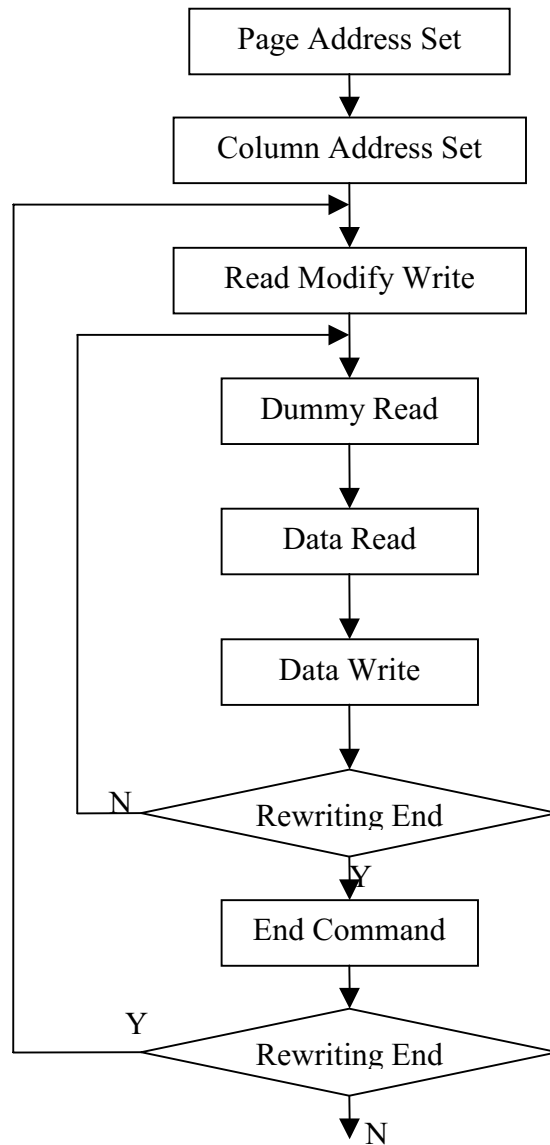 Page Address Set
Column Address Set
Read Modify Write
Dummy Read
Data Read
Data Write
N
Rewriting End
Y
End Command
Y
Rewriting End
N